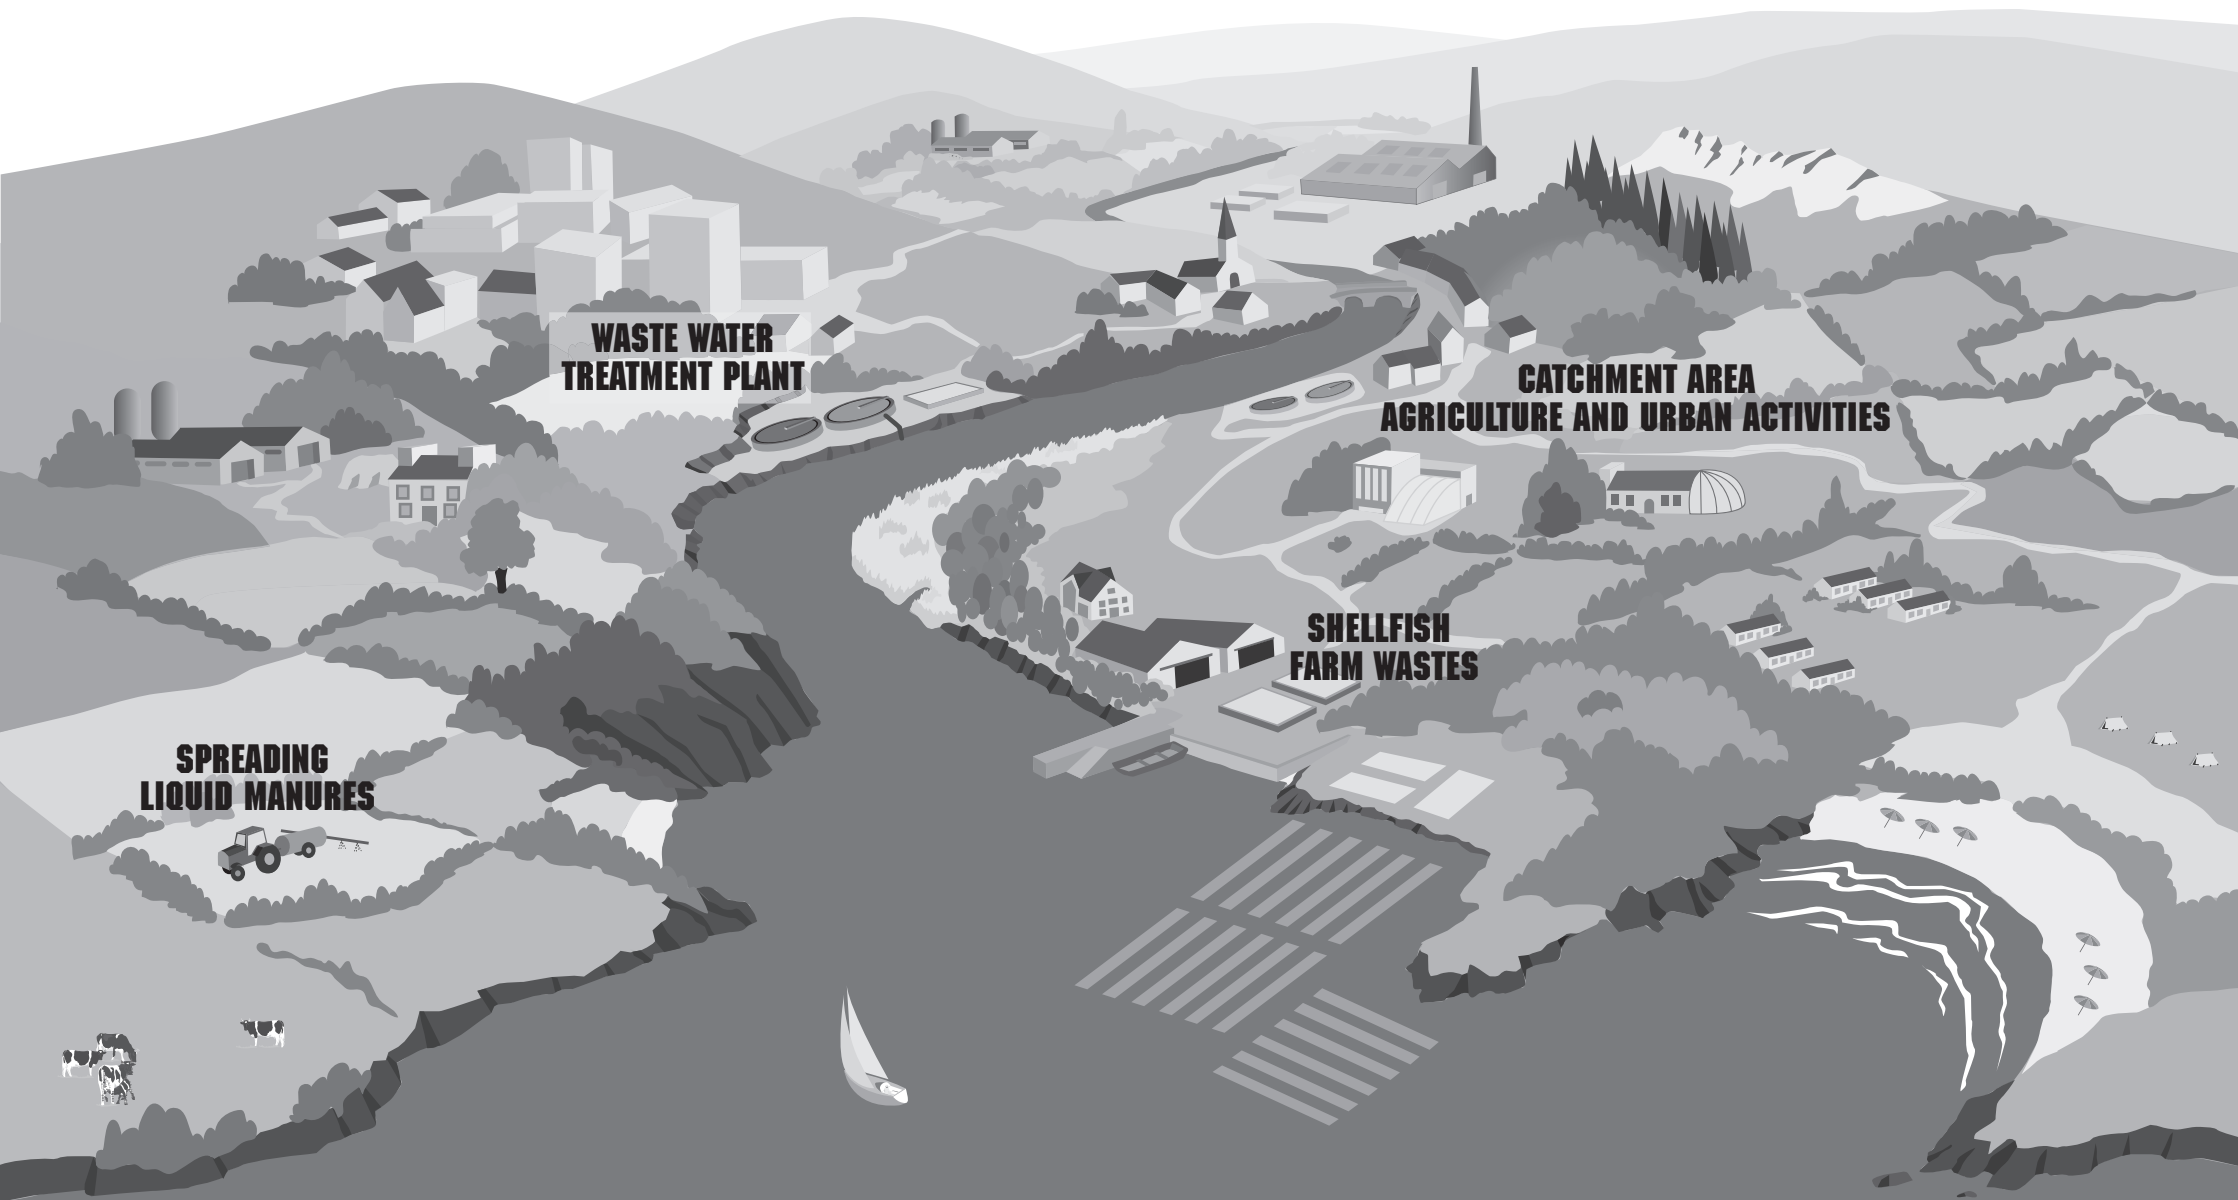 WASTE WATER
TREATMENT PLANT
CATCHMENT AREA
AGRICULTURE AND URBAN ACTIVITIES
SHELLFISH
FARM WASTES
SPREADING
LIQUID MANURES